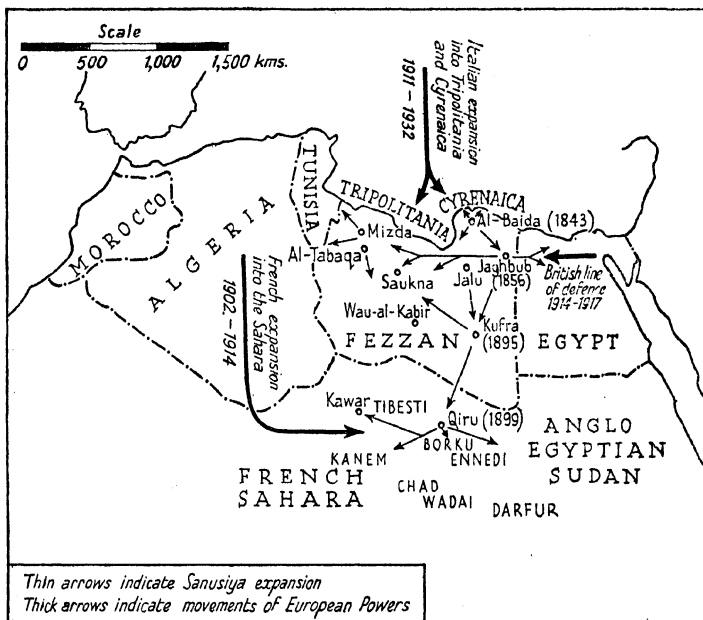 Scale
0 500 1,000 1,500 kms.
Italian expansion
into Tripolitania
and Cyrenaica
1911-1932
MOROCCO
ALGERIA
TUNISIA
TRIPOLITANIA
CYRENAICA
Al-Baida (1843)
Mizda
Al-Tabaqa
Saukna
Jalu
Jaghbub
(1856)
British line
of defence
1914-1917
Wau-al-Kabir
Kufra
(1895)
FEZZAN
EGYPT
French expansion
into the Sahara
1902-1914
Kawar
TIBESTI
Qiru (1899)
BORKU
ENNEDI
KANEM
ANGLO
EGYPTIAN
SUDAN
FRENCH
SAHARA
CHAD
WADAI
DARFUR
Thin arrows indicate Sanusiya expansion
Thick arrows indicate movements of European Powers